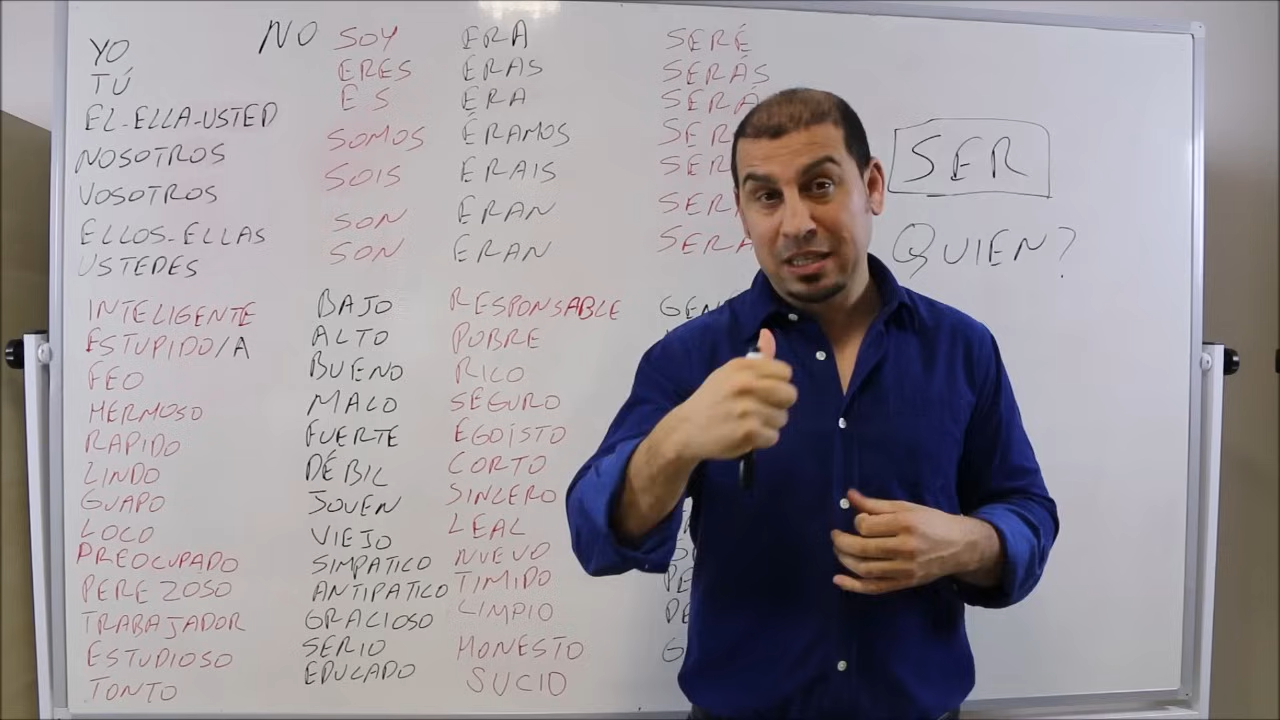 YO NO SOY ERA SERÉ
TÚ ERES ERAS SERÁS
EL-ELLA-USTED ES ERA SERÁ
NOSOTROS SOMOS ÉRAMOS
VOSOTROS SOIS ERAIS
ELLOS-ELLAS SON ERAN
USTEDES SON ERAN
SER
QUIEN?
INTELIGENTE BAJO RESPONSABLE
ESTUPIDO/A ALTO POBRE
FEO BUENO RICO
HERMOSO MALO SEGURO
RAPIDO FUERTE EGOÍSTO
LINDO DÉBIL CORTO
GUAPO JOVEN SINCERO
LOCO VIEJO LEAL
PREOCUPADO SIMPATICO NUEVO
PEREZOSO ANTIPATICO TIMIDO
TRABAJADOR GRACIOSO LIMPIO
ESTUDIOSO SERIO HONESTO
TONTO EDUCADO SUCIO